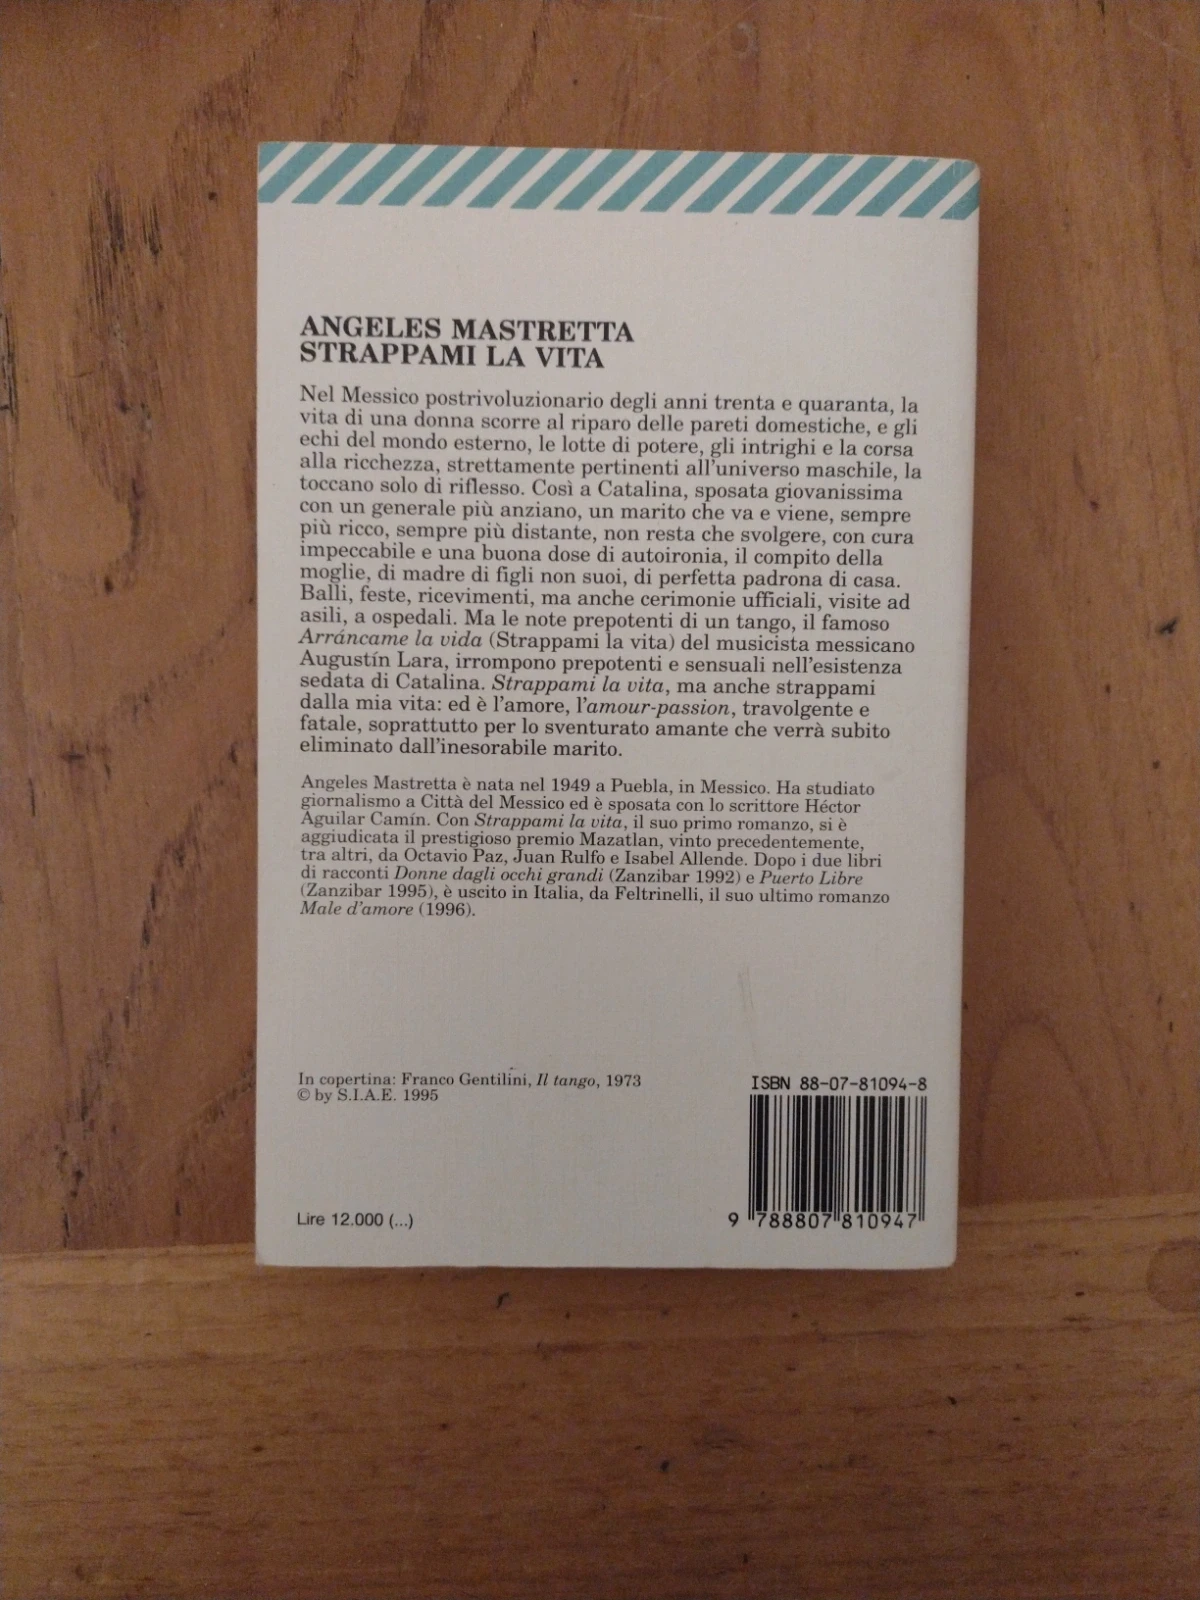 ANGELES MASTRETTA
STRAPPAMI LA VITA
Nel Messico postrivoluzionario degli anni trenta e quaranta, la
vita di una donna scorre al riparo delle pareti domestiche, e gli
echi del mondo esterno, le lotte di potere, gli intrighi e la corsa
alla ricchezza, strettamente pertinenti all'universo maschile, la
toccano solo di riflesso. Così a Catalina, sposata giovanissima
con un generale più anziano, un marito che va e viene, sempre
più ricco, sempre più distante, non resta che svolgere, con cura
impeccabile e una buona dose di autoironia, il compito della
moglie, di madre di figli non suoi, di perfetta padrona di casa.
Balli, feste, ricevimenti, ma anche cerimonie ufficiali, visite ad
asili, a ospedali. Ma le note prepotenti di un tango, il famoso
Arráncame la vida (Strappami la vita) del musicista messicano
Augustín Lara, irrompono prepotenti e sensuali nell'esistenza
sedata di Catalina. Strappami la vita, ma anche strappami
dalla mia vita: ed è l'amore, l'amour-passion, travolgente e
fatale, soprattutto per lo sventurato amante che verrà subito
eliminato dall'inesorabile marito.
Angeles Mastretta è nata nel 1949 a Puebla, in Messico. Ha studiato
giornalismo a Città del Messico ed è sposata con lo scrittore Héctor
Aguilar Camín. Con Strappami la vita, il suo primo romanzo, si è
aggiudicata il prestigioso premio Mazatlan, vinto precedentemente,
tra altri, da Octavio Paz, Juan Rulfo e Isabel Allende. Dopo i due libri
di racconti Donne dagli occhi grandi (Zanzibar 1992) e Puerto Libre
(Zanzibar 1995), è uscito in Italia, da Feltrinelli, il suo ultimo romanzo
Male d'amore (1996).
In copertina: Franco Gentilini, Il tango, 1973
© by S.I.A.E. 1995
ISBN 88-07-81094-8
Lire 12.000 (...)
9 788807 810947